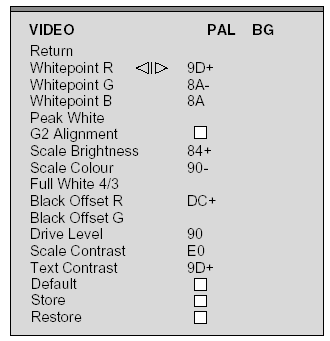 VIDEO PAL BG
Return
Whitepoint R 9D+
Whitepoint G 8A-
Whitepoint B 8A
Peak White
G2 Alignment
Scale Brightness 84+
Scale Colour 90-
Full White 4/3
Black Offset R DC+
Black Offset G
Drive Level 90
Scale Contrast E0
Text Contrast 9D+
Default
Store
Restore